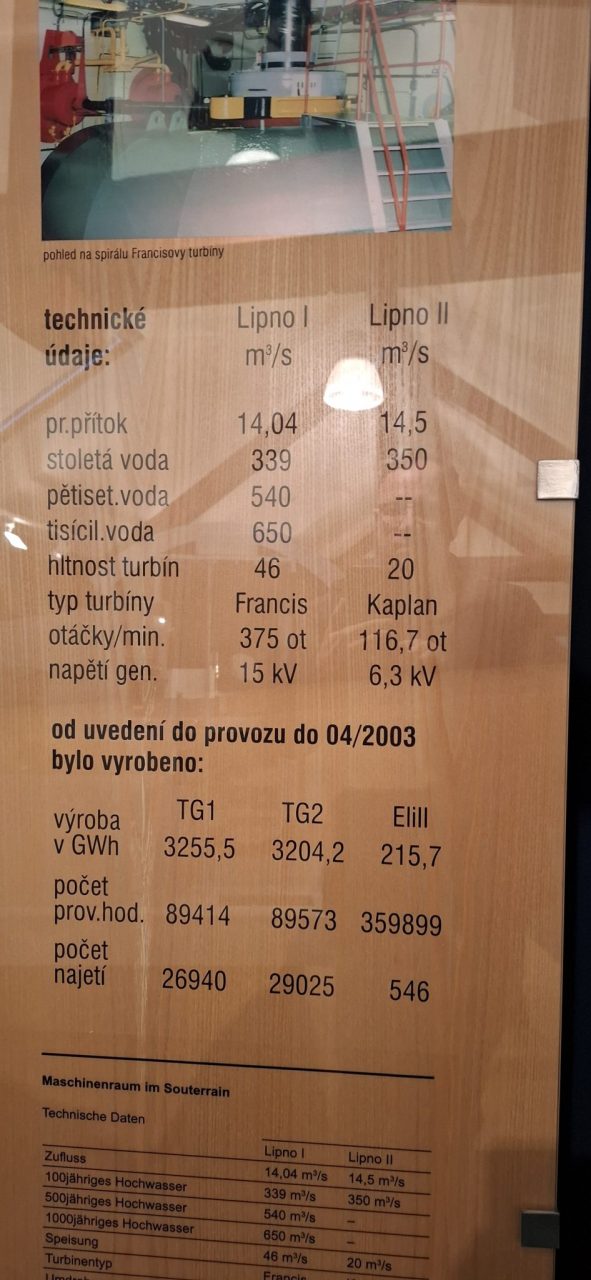 pohled na spirálu Francisovy turbíny
technické údaje: Lipno I m³/s Lipno II m³/s
pr.přítok 14,04 14,5
stoletá voda 339 350
pětiset.voda 540 --
tisícil.voda 650 --
hltnost turbín 46 20
typ turbíny Francis Kaplan
otáčky/min. 375 ot 116,7 ot
napětí gen. 15 kV 6,3 kV
od uvedení do provozu do 04/2003
bylo vyrobeno:
TG1 TG2 Elill
výroba
v GWh 3255,5 3204,2 215,7
počet
prov.hod. 89414 89573 359899
počet
najetí 26940 29025 546
Maschinenraum im Souterrain
Technische Daten
Lipno I Lipno II
Zufluss 14,04 m³/s 14,5 m³/s
100jähriges Hochwasser 339 m³/s 350 m³/s
500jähriges Hochwasser 540 m³/s –
1000jähriges Hochwasser 650 m³/s –
Speisung 46 m³/s 20 m³/s
Turbinentyp Francis